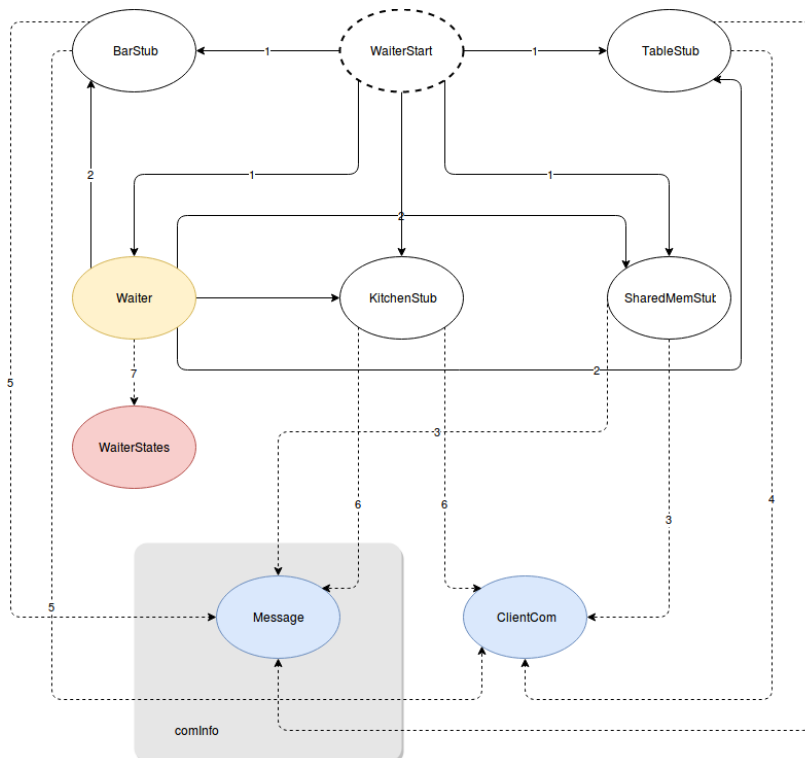 BarStub
1
WaiterStart
1
TableStub
2
1
1
2
Waiter
KitchenStub
SharedMemStub
7
2
5
WaiterStates
3
6
6
3
4
5
Message
ClientCom
comInfo